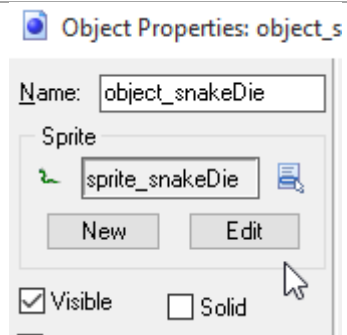 Object Properties: object_s
Name: object_snakeDie
Sprite
sprite_snakeDie
New Edit
Visible Solid